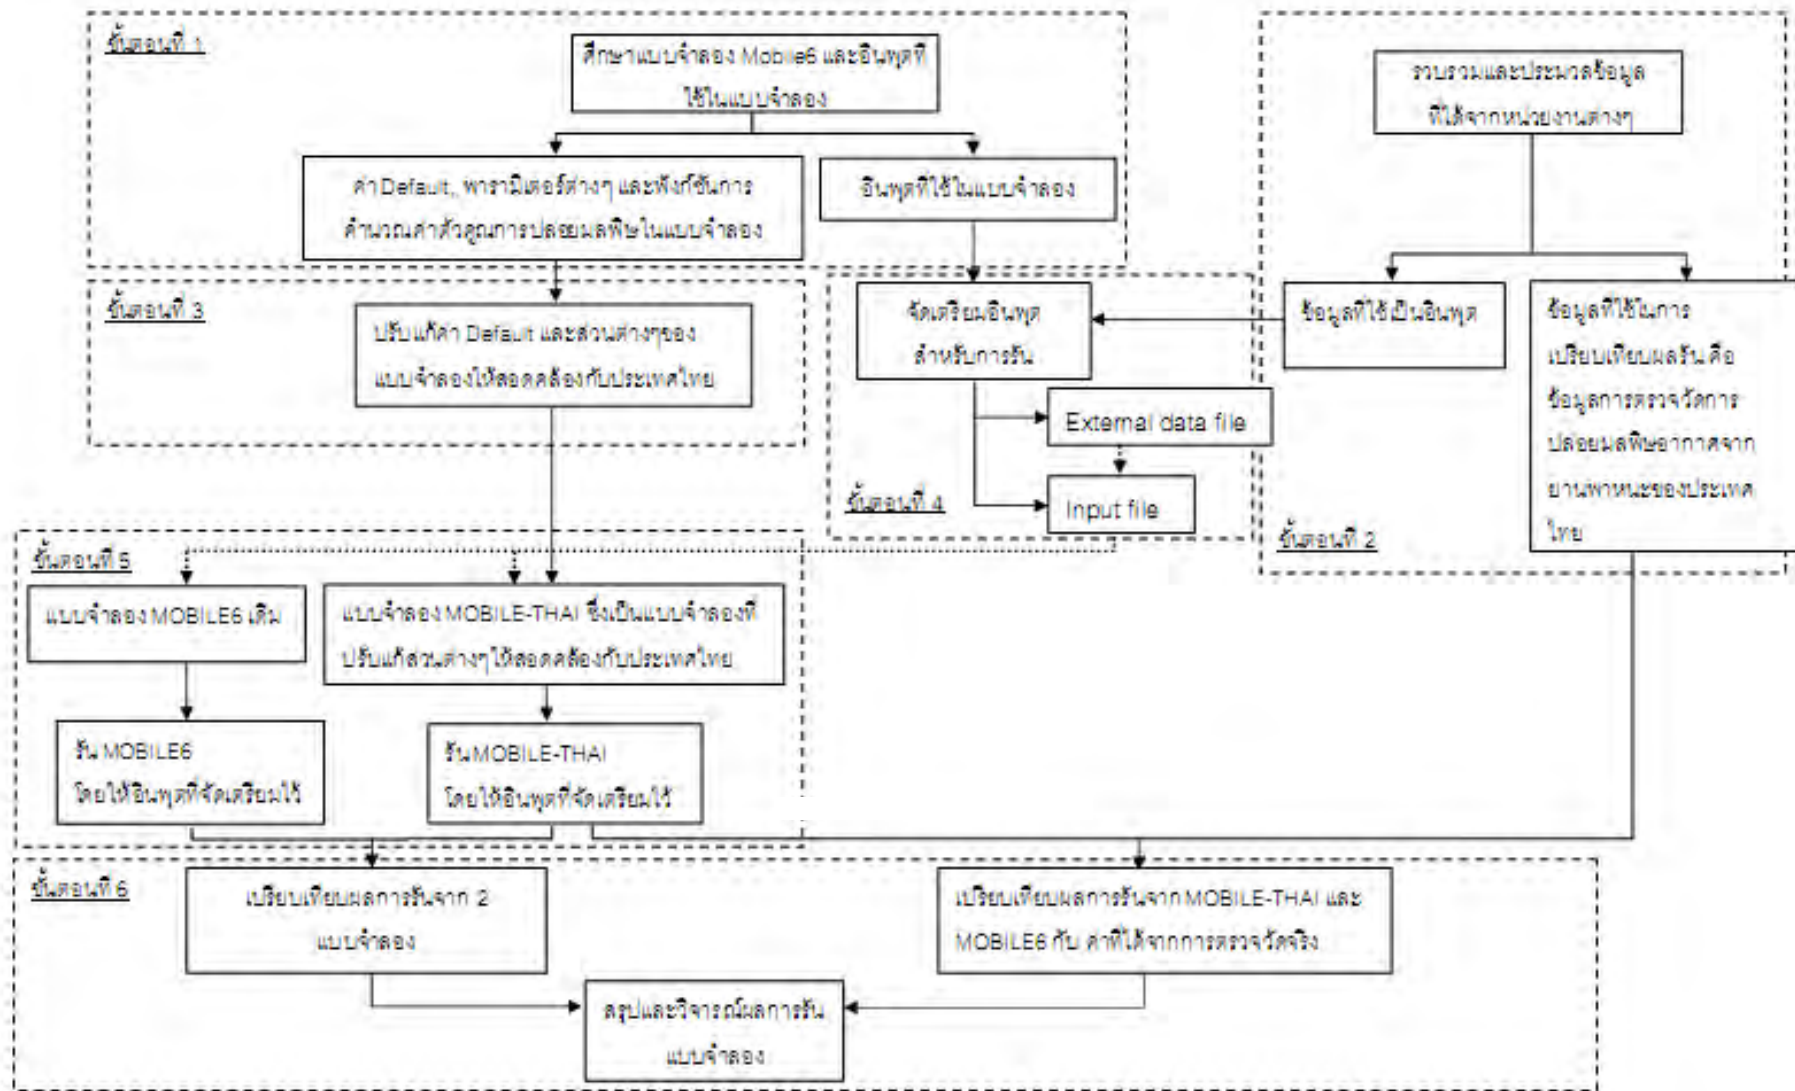 ขั้นตอนที่ 1
ศึกษาแบบจำลอง Mobile6 และอินพุตที่
ใช้ในแบบจำลอง
ค่า Default, พารามิเตอร์ต่างๆ และฟังก์ชันการ
คำนวณค่าตัวคูณการปล่อยมลพิษในแบบจำลอง
อินพุตที่ใช้ในแบบจำลอง
รวบรวมและประมวลข้อมูล
ที่ได้จากหน่วยงานต่างๆ
ข้อมูลที่ใช้เป็นอินพุต
ข้อมูลที่ใช้ในการ
เปรียบเทียบผลรัน คือ
ข้อมูลการตรวจวัดการ
ปล่อยมลพิษอากาศจาก
ยานพาหนะของประเทศ
ไทย
ขั้นตอนที่ 2
ขั้นตอนที่ 3
ปรับแก้ค่า Default และส่วนต่างๆของ
แบบจำลองให้สอดคล้องกับประเทศไทย
จัดเตรียมอินพุต
สำหรับการรัน
External data file
Input file
ขั้นตอนที่ 4
ขั้นตอนที่ 5
แบบจำลอง MOBILE6 เดิม
แบบจำลอง MOBILE-THAI ซึ่งเป็นแบบจำลองที่
ปรับแก้ส่วนต่างๆให้สอดคล้องกับประเทศไทย
รัน MOBILE6
โดยให้อินพุตที่จัดเตรียมไว้
รัน MOBILE-THAI
โดยให้อินพุตที่จัดเตรียมไว้
ขั้นตอนที่ 6
เปรียบเทียบผลการรันจาก 2
แบบจำลอง
เปรียบเทียบผลการรันจาก MOBILE-THAI และ
MOBILE6 กับ ค่าที่ได้จากการตรวจวัดจริง
สรุปและวิจารณ์ผลการรัน
แบบจำลอง